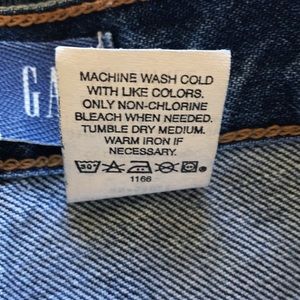 GA
MACHINE WASH COLD
WITH LIKE COLORS.
ONLY NON-CHLORINE
BLEACH WHEN NEEDED.
TUMBLE DRY MEDIUM.
WARM IRON IF
NECESSARY.
1166